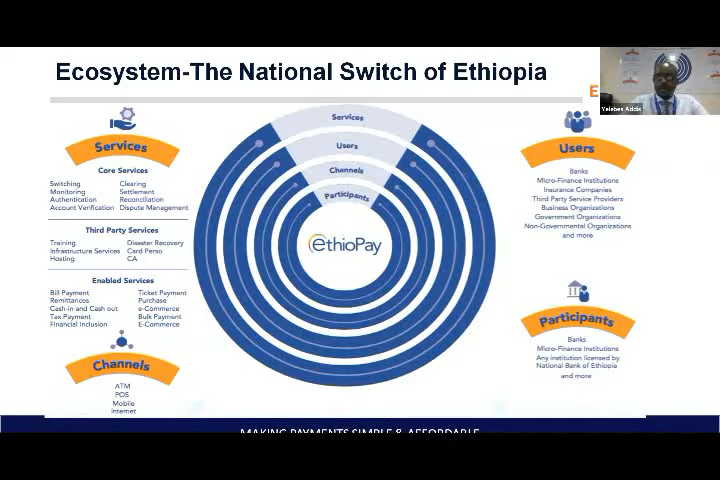 Ecosystem-The National Switch of Ethiopia
E
Yelebes Addis
Services
Core Services
Switching Clearing
Monitoring Settlement
Authentication Reconciliation
Account Verification Dispute Management
Third Party Services
Training Disaster Recovery
Infrastructure Services Card Perso
Hosting CA
Enabled Services
Bill Payment Ticket Payment
Remittances Purchase
Cash-in and Cash out e-Commerce
Tax Payment Bulk Payment
Financial Inclusion E-Commerce
Channels
ATM
POS
Mobile
Internet
Services
Users
Channels
Participants
ethioPay
Users
Banks
Micro-Finance Institutions
Insurance Companies
Third Party Service Providers
Business Organizations
Government Organizations
Non-Governmental Organizations
and more
Participants
Banks
Micro-Finance Institutions
Any institution licensed by
National Bank of Ethiopia
and more
MAKING PAYMENTS SIMPLE & AFFORDABLE